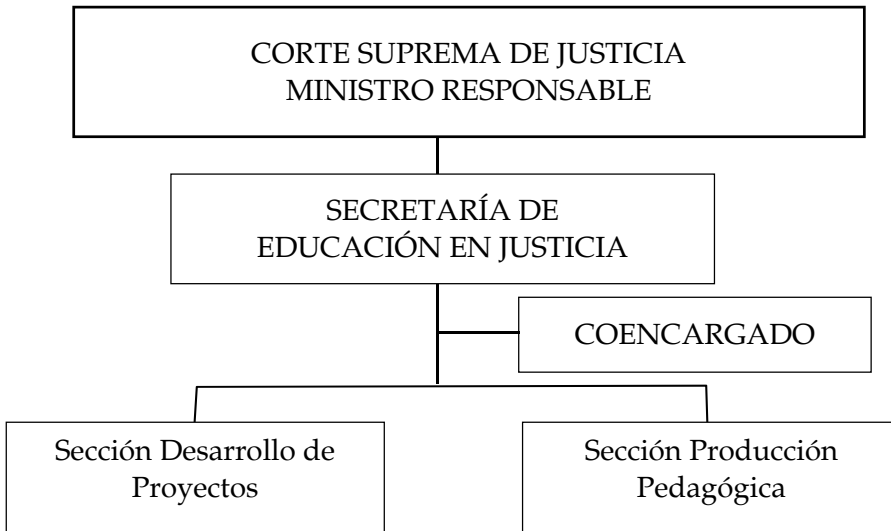 CORTE SUPREMA DE JUSTICIA
MINISTRO RESPONSABLE
SECRETARÍA DE
EDUCACIÓN EN JUSTICIA
COENCARGADO
Sección Desarrollo de
Proyectos
Sección Producción
Pedagógica